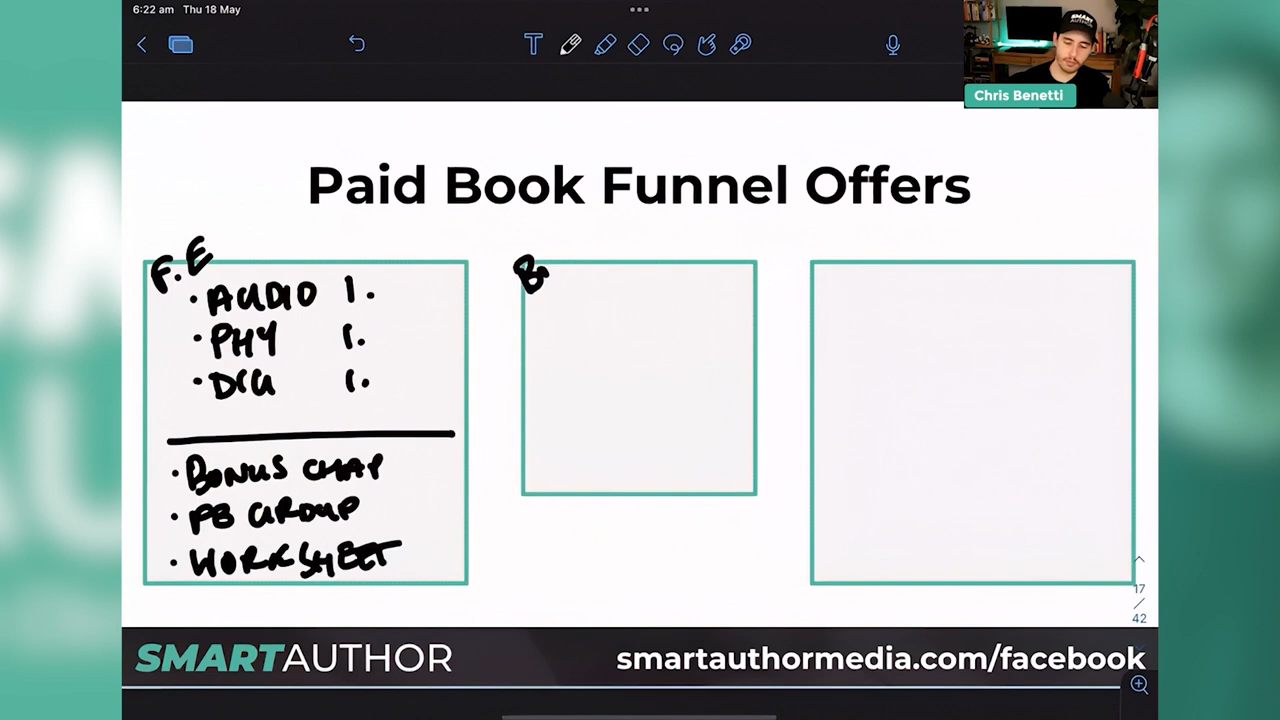 6:22 am Thu 18 May
Chris Benetti
Paid Book Funnel Offers
F.E
• AUDIO 1.
• PHY 1.
• DIG 1.
• BONUS CHAP
• FB GROUP
• WORKSHEET
B
17
/
42
SMARTAUTHOR
smartauthormedia.com/facebook